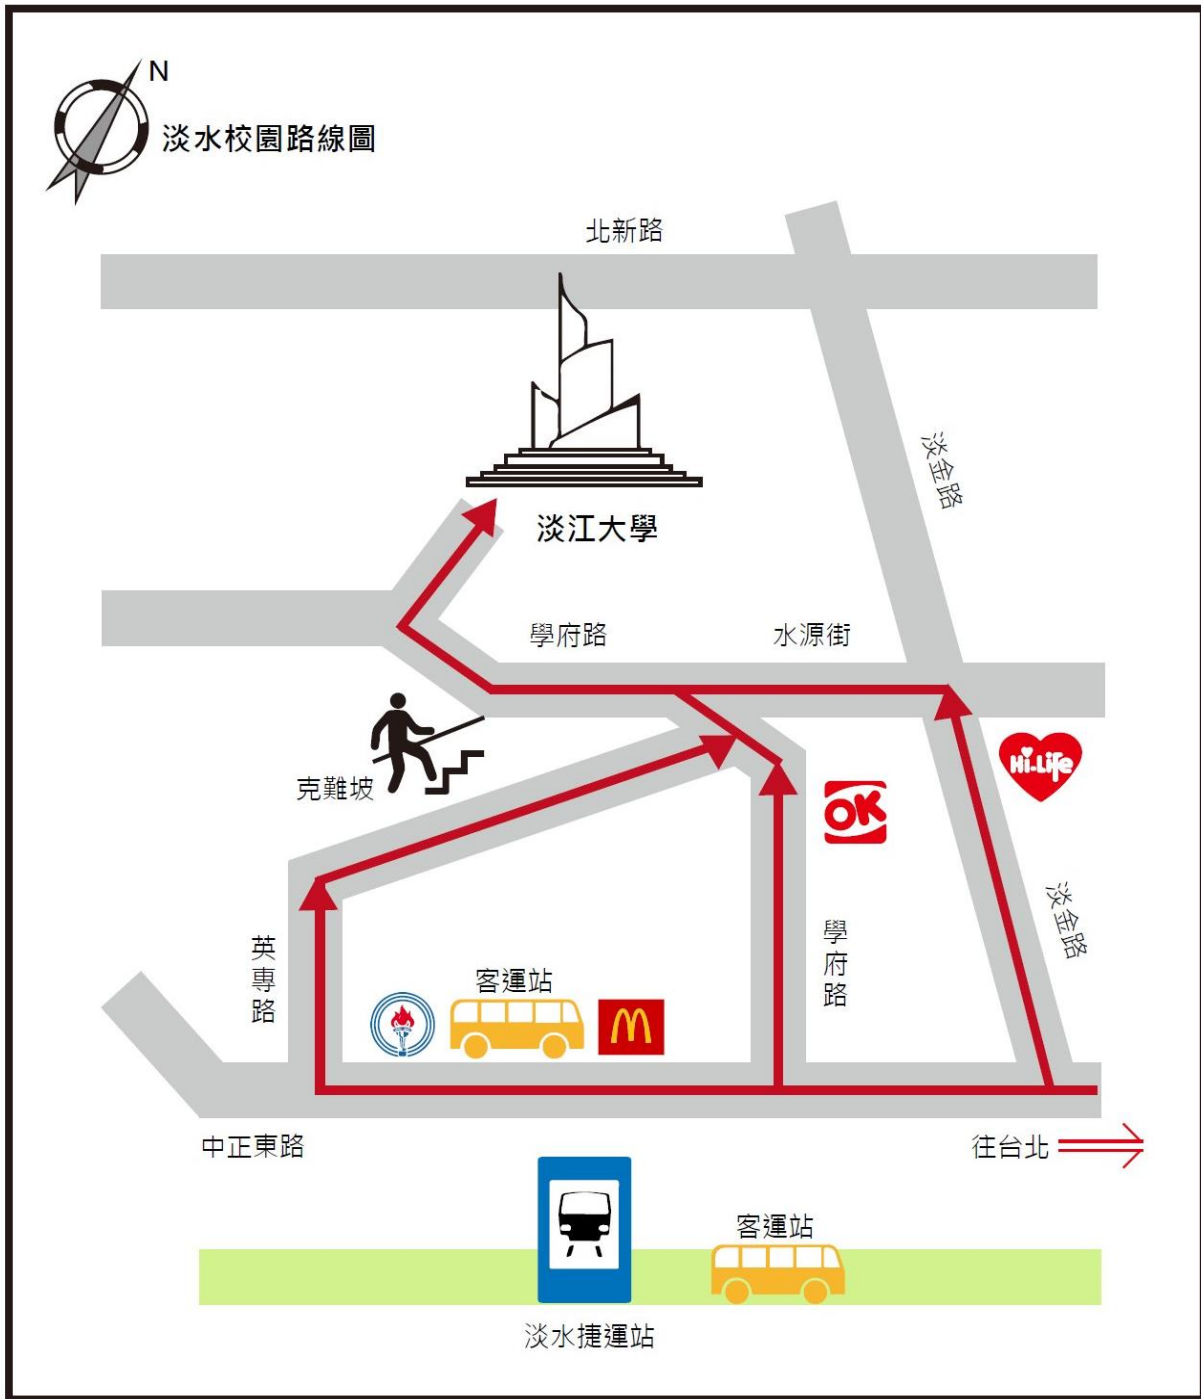 N
淡水校園路線圖
北新路
淡金路
淡江大學
學府路
水源街
克難坡
Hi-Life
OK
淡金路
學府路
英專路
客運站
M
中正東路
往台北
客運站
淡水捷運站